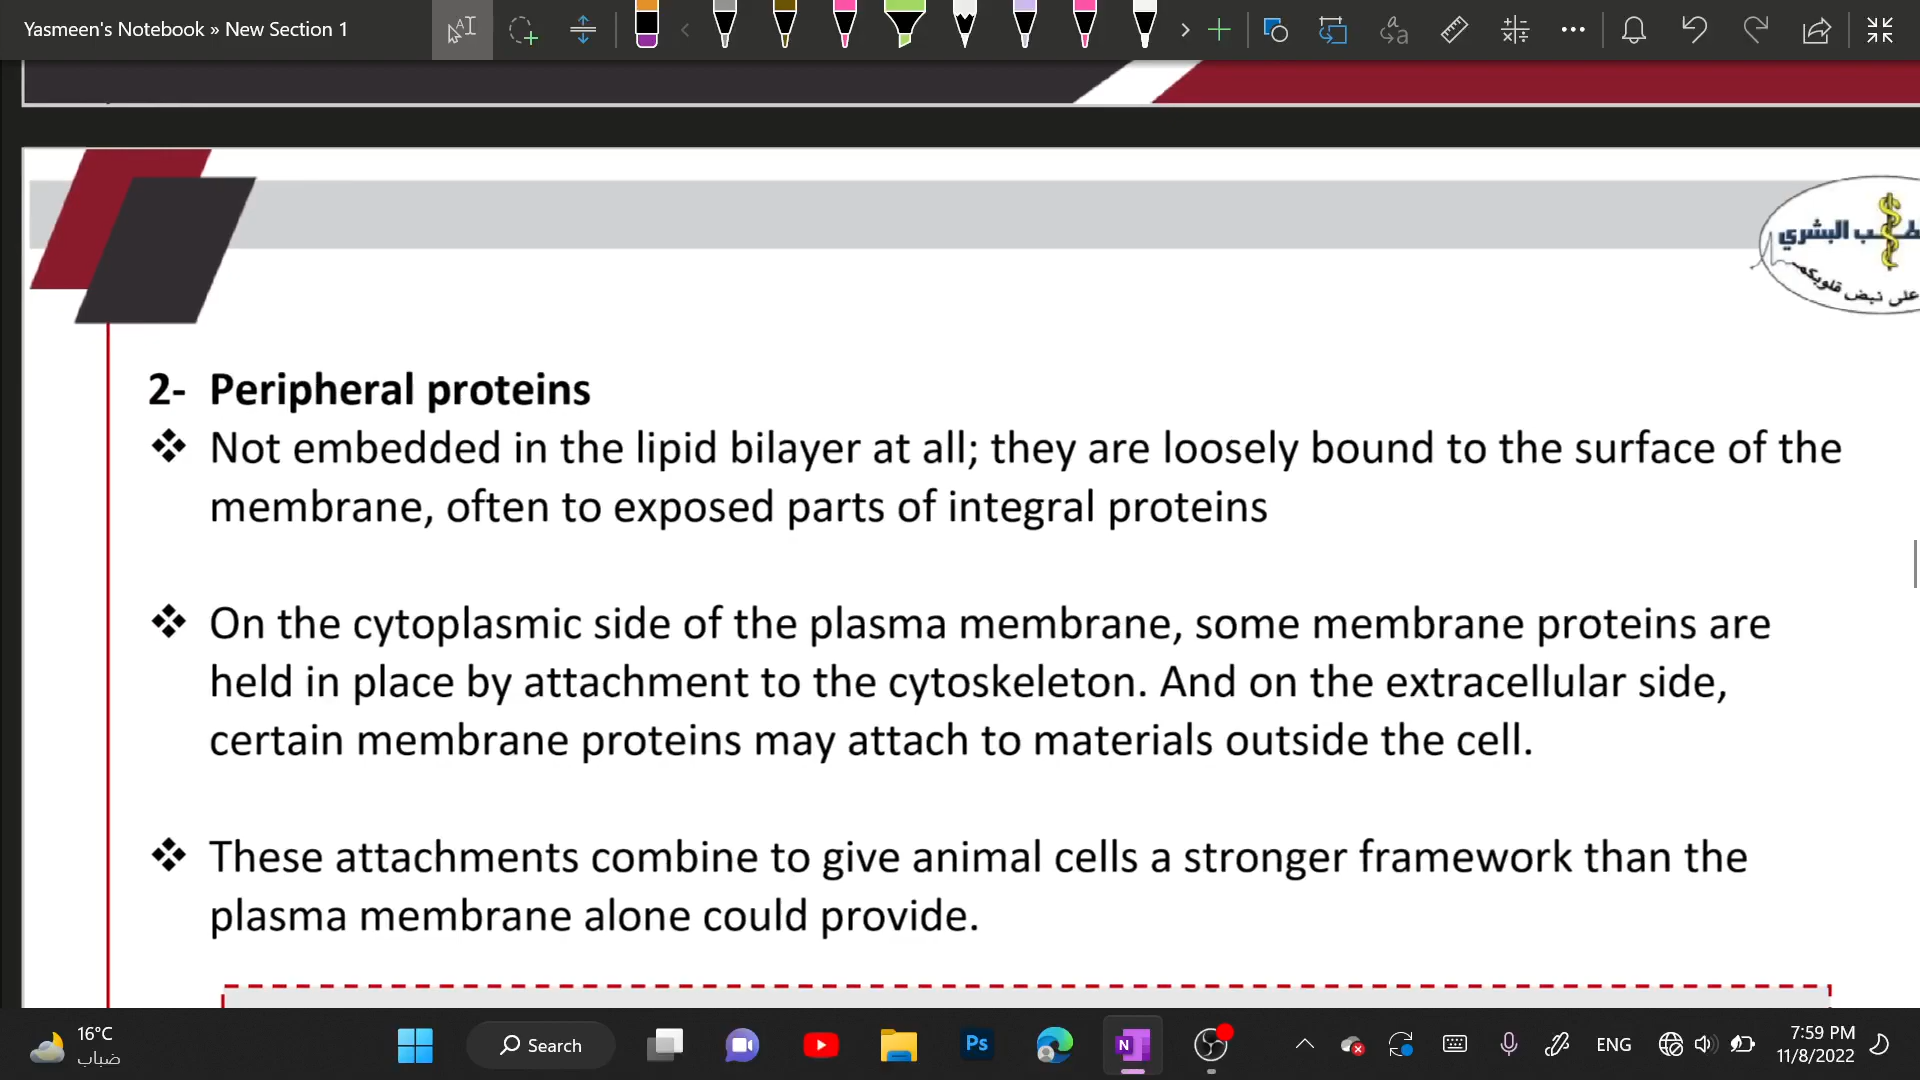 Yasmeen's Notebook » New Section 1
ـب البشري
على نبض قلوبكم
2- Peripheral proteins
❖ Not embedded in the lipid bilayer at all; they are loosely bound to the surface of the
membrane, often to exposed parts of integral proteins
❖ On the cytoplasmic side of the plasma membrane, some membrane proteins are
held in place by attachment to the cytoskeleton. And on the extracellular side,
certain membrane proteins may attach to materials outside the cell.
❖ These attachments combine to give animal cells a stronger framework than the
plasma membrane alone could provide.
16°C
ضباب
Search
Ps
N
ENG
7:59 PM
11/8/2022